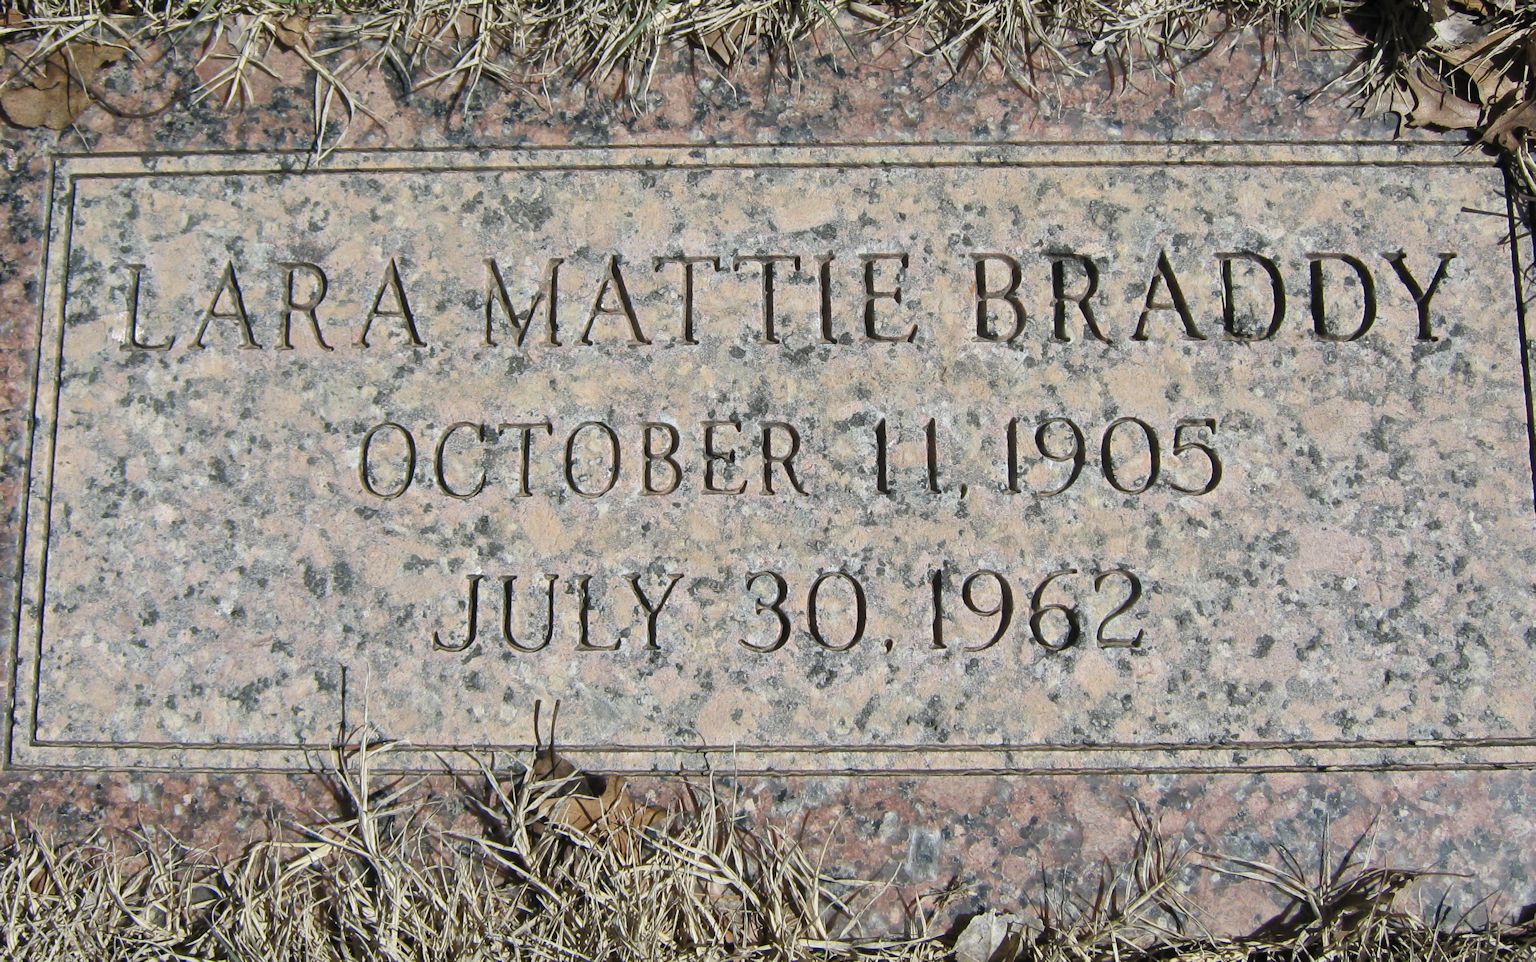 LARA MATTIE BRADDY
OCTOBER 11, 1905
JULY 30, 1962